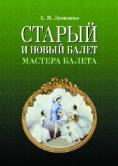 А. Я. Левинсон
СТАРЫЙ
И НОВЫЙ БАЛЕТ
МАСТЕРА БАЛЕТА